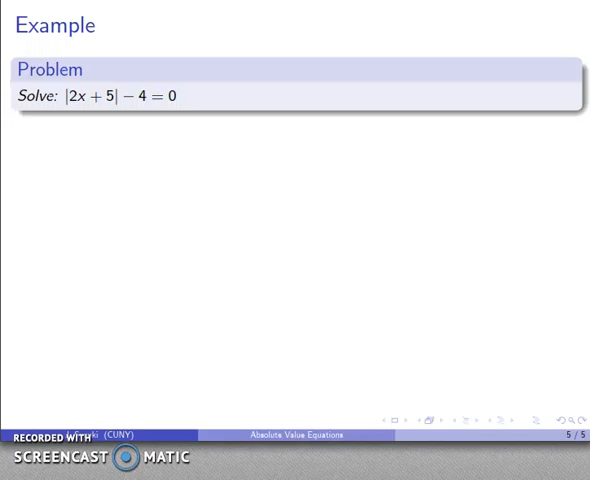 Example
Problem
Solve: |2x + 5| − 4 = 0
(CUNY) Absolute Value Equations 5 / 5
RECORDED WITH
SCREENCAST MATIC